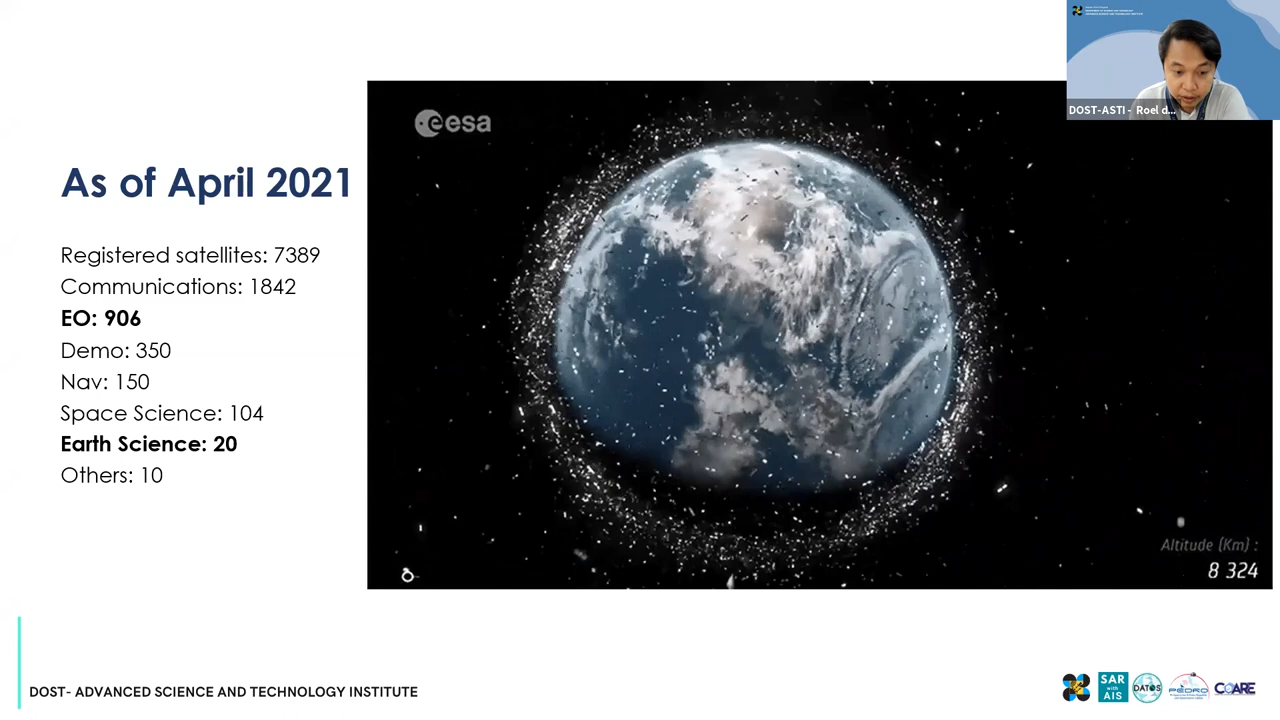 As of April 2021
Registered satellites: 7389
Communications: 1842
EO: 906
Demo: 350
Nav: 150
Space Science: 104
Earth Science: 20
Others: 10
esa
Altitude (Km) :
8 324
DOST-ASTI - Roel d...
DOST- ADVANCED SCIENCE AND TECHNOLOGY INSTITUTE
SAR
with
AIS
DATOS
PEDRO
COARE